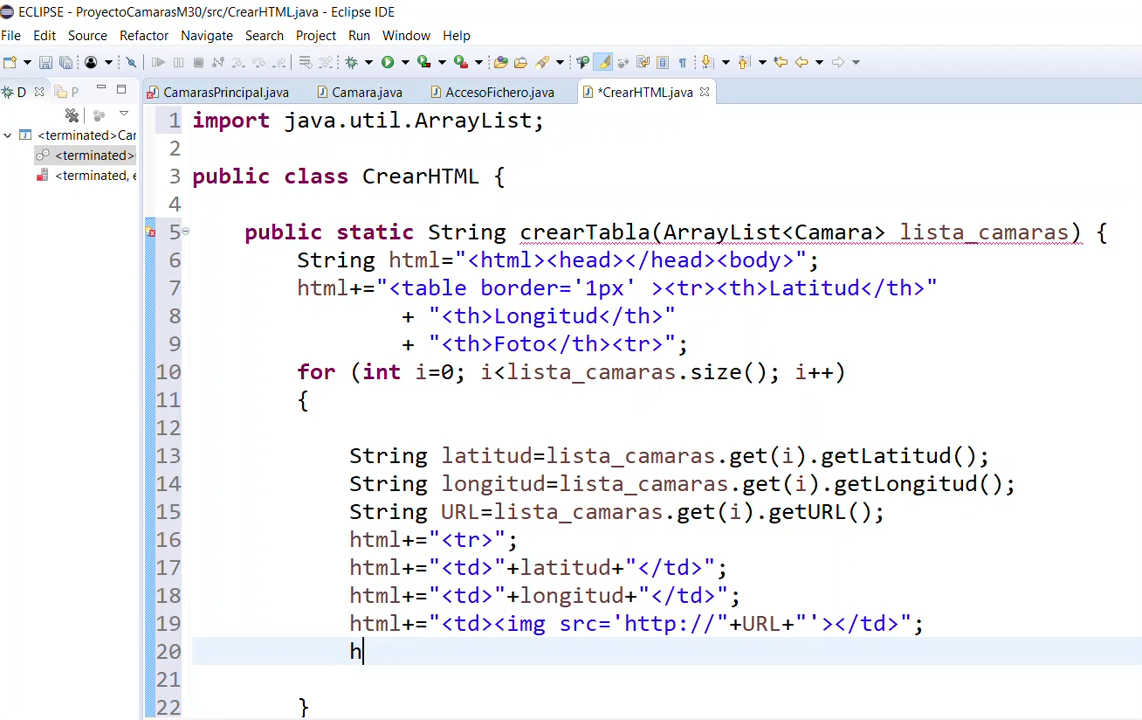 ECLIPSE - ProyectoCamarasM30/src/CrearHTML.java - Eclipse IDE
File Edit Source Refactor Navigate Search Project Run Window Help
D P CamarasPrincipal.java Camara.java AccesoFichero.java *CrearHTML.java
<terminated>Car
<terminated>
<terminated, e
1 import java.util.ArrayList;
2
3 public class CrearHTML {
4
5 public static String crearTabla(ArrayList<Camara> lista_camaras) {
6 String html="<html><head></head><body>";
7 html+="<table border='1px' ><tr><th>Latitud</th>"
8 + "<th>Longitud</th>"
9 + "<th>Foto</th><tr>";
10 for (int i=0; i<lista_camaras.size(); i++)
11 {
12
13 String latitud=lista_camaras.get(i).getLatitud();
14 String longitud=lista_camaras.get(i).getLongitud();
15 String URL=lista_camaras.get(i).getURL();
16 html+="<tr>";
17 html+="<td>"+latitud+"</td>";
18 html+="<td>"+longitud+"</td>";
19 html+="<td><img src='http://"+URL+"'></td>";
20 h
21
22 }